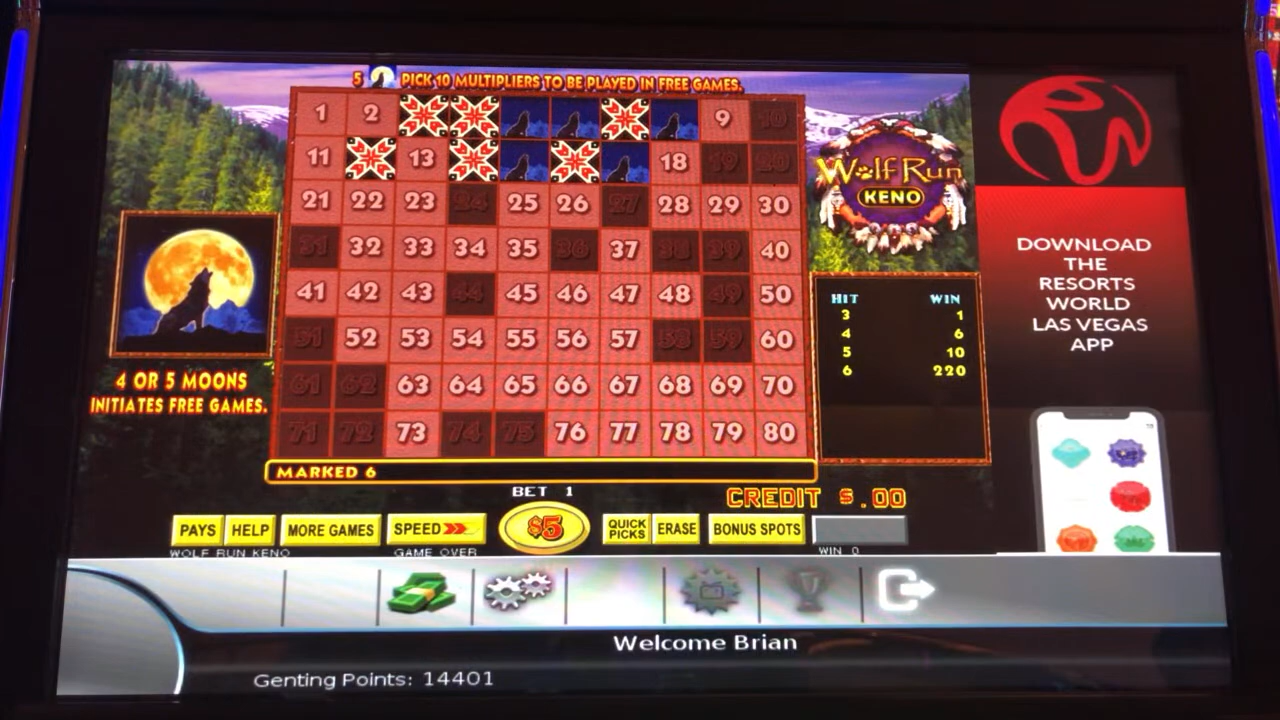 5 PICK 10 MULTIPLIERS TO BE PLAYED IN FREE GAMES.
1 2 9 10
11 13 18 19 20
21 22 23 24 25 26 27 28 29 30
31 32 33 34 35 36 37 38 39 40
41 42 43 44 45 46 47 48 49 50
51 52 53 54 55 56 57 58 59 60
61 62 63 64 65 66 67 68 69 70
71 72 73 74 75 76 77 78 79 80
Wolf Run
KENO
4 OR 5 MOONS
INITIATES FREE GAMES.
HIT WIN
3 1
4 6
5 10
6 220
DOWNLOAD
THE
RESORTS
WORLD
LAS VEGAS
APP
MARKED 6
BET 1
CREDIT $.00
PAYS
HELP
MORE GAMES
SPEED
$5
QUICK
PICKS
ERASE
BONUS SPOTS
WOLF RUN KENO
GAME OVER
WIN 0
Welcome Brian
Genting Points: 14401